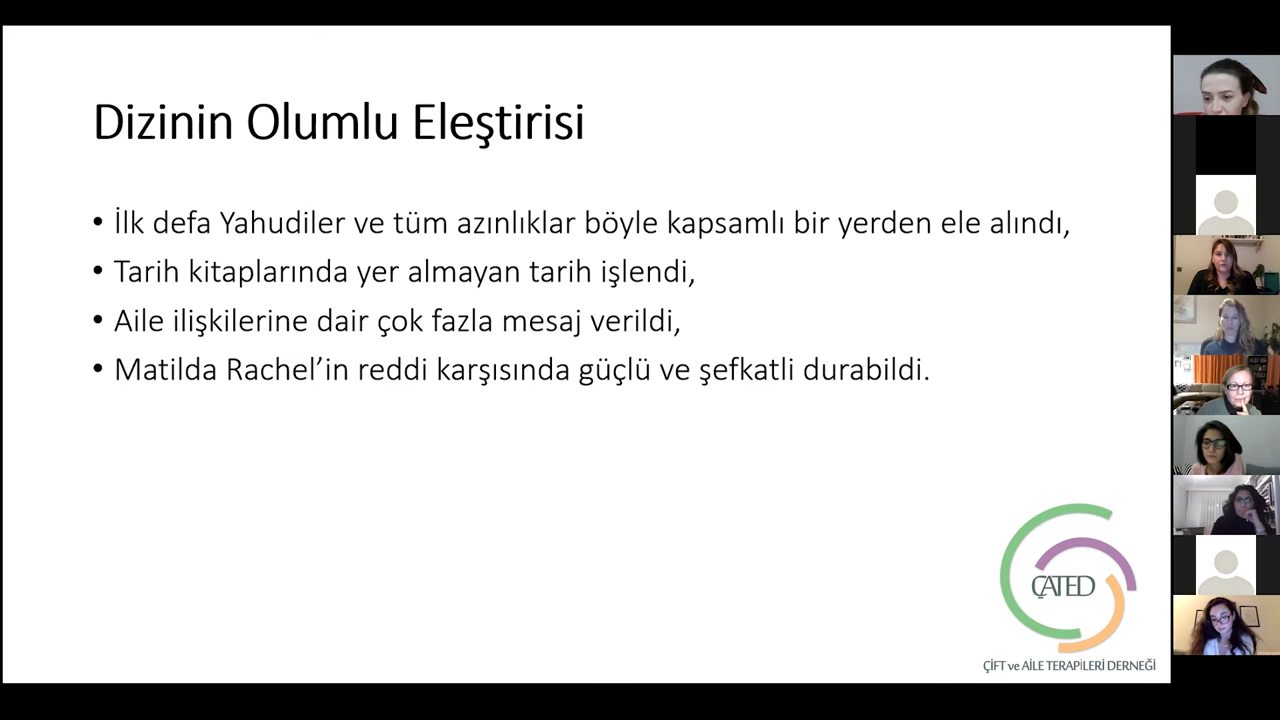 Dizinin Olumlu Eleştirisi
• İlk defa Yahudiler ve tüm azınlıklar böyle kapsamlı bir yerden ele alındı,
• Tarih kitaplarında yer almayan tarih işlendi,
• Aile ilişkilerine dair çok fazla mesaj verildi,
• Matilda Rachel’in reddi karşısında güçlü ve şefkatli durabildi.
ÇATED
ÇİFT ve AİLE TERAPİLERİ DERNEĞİ